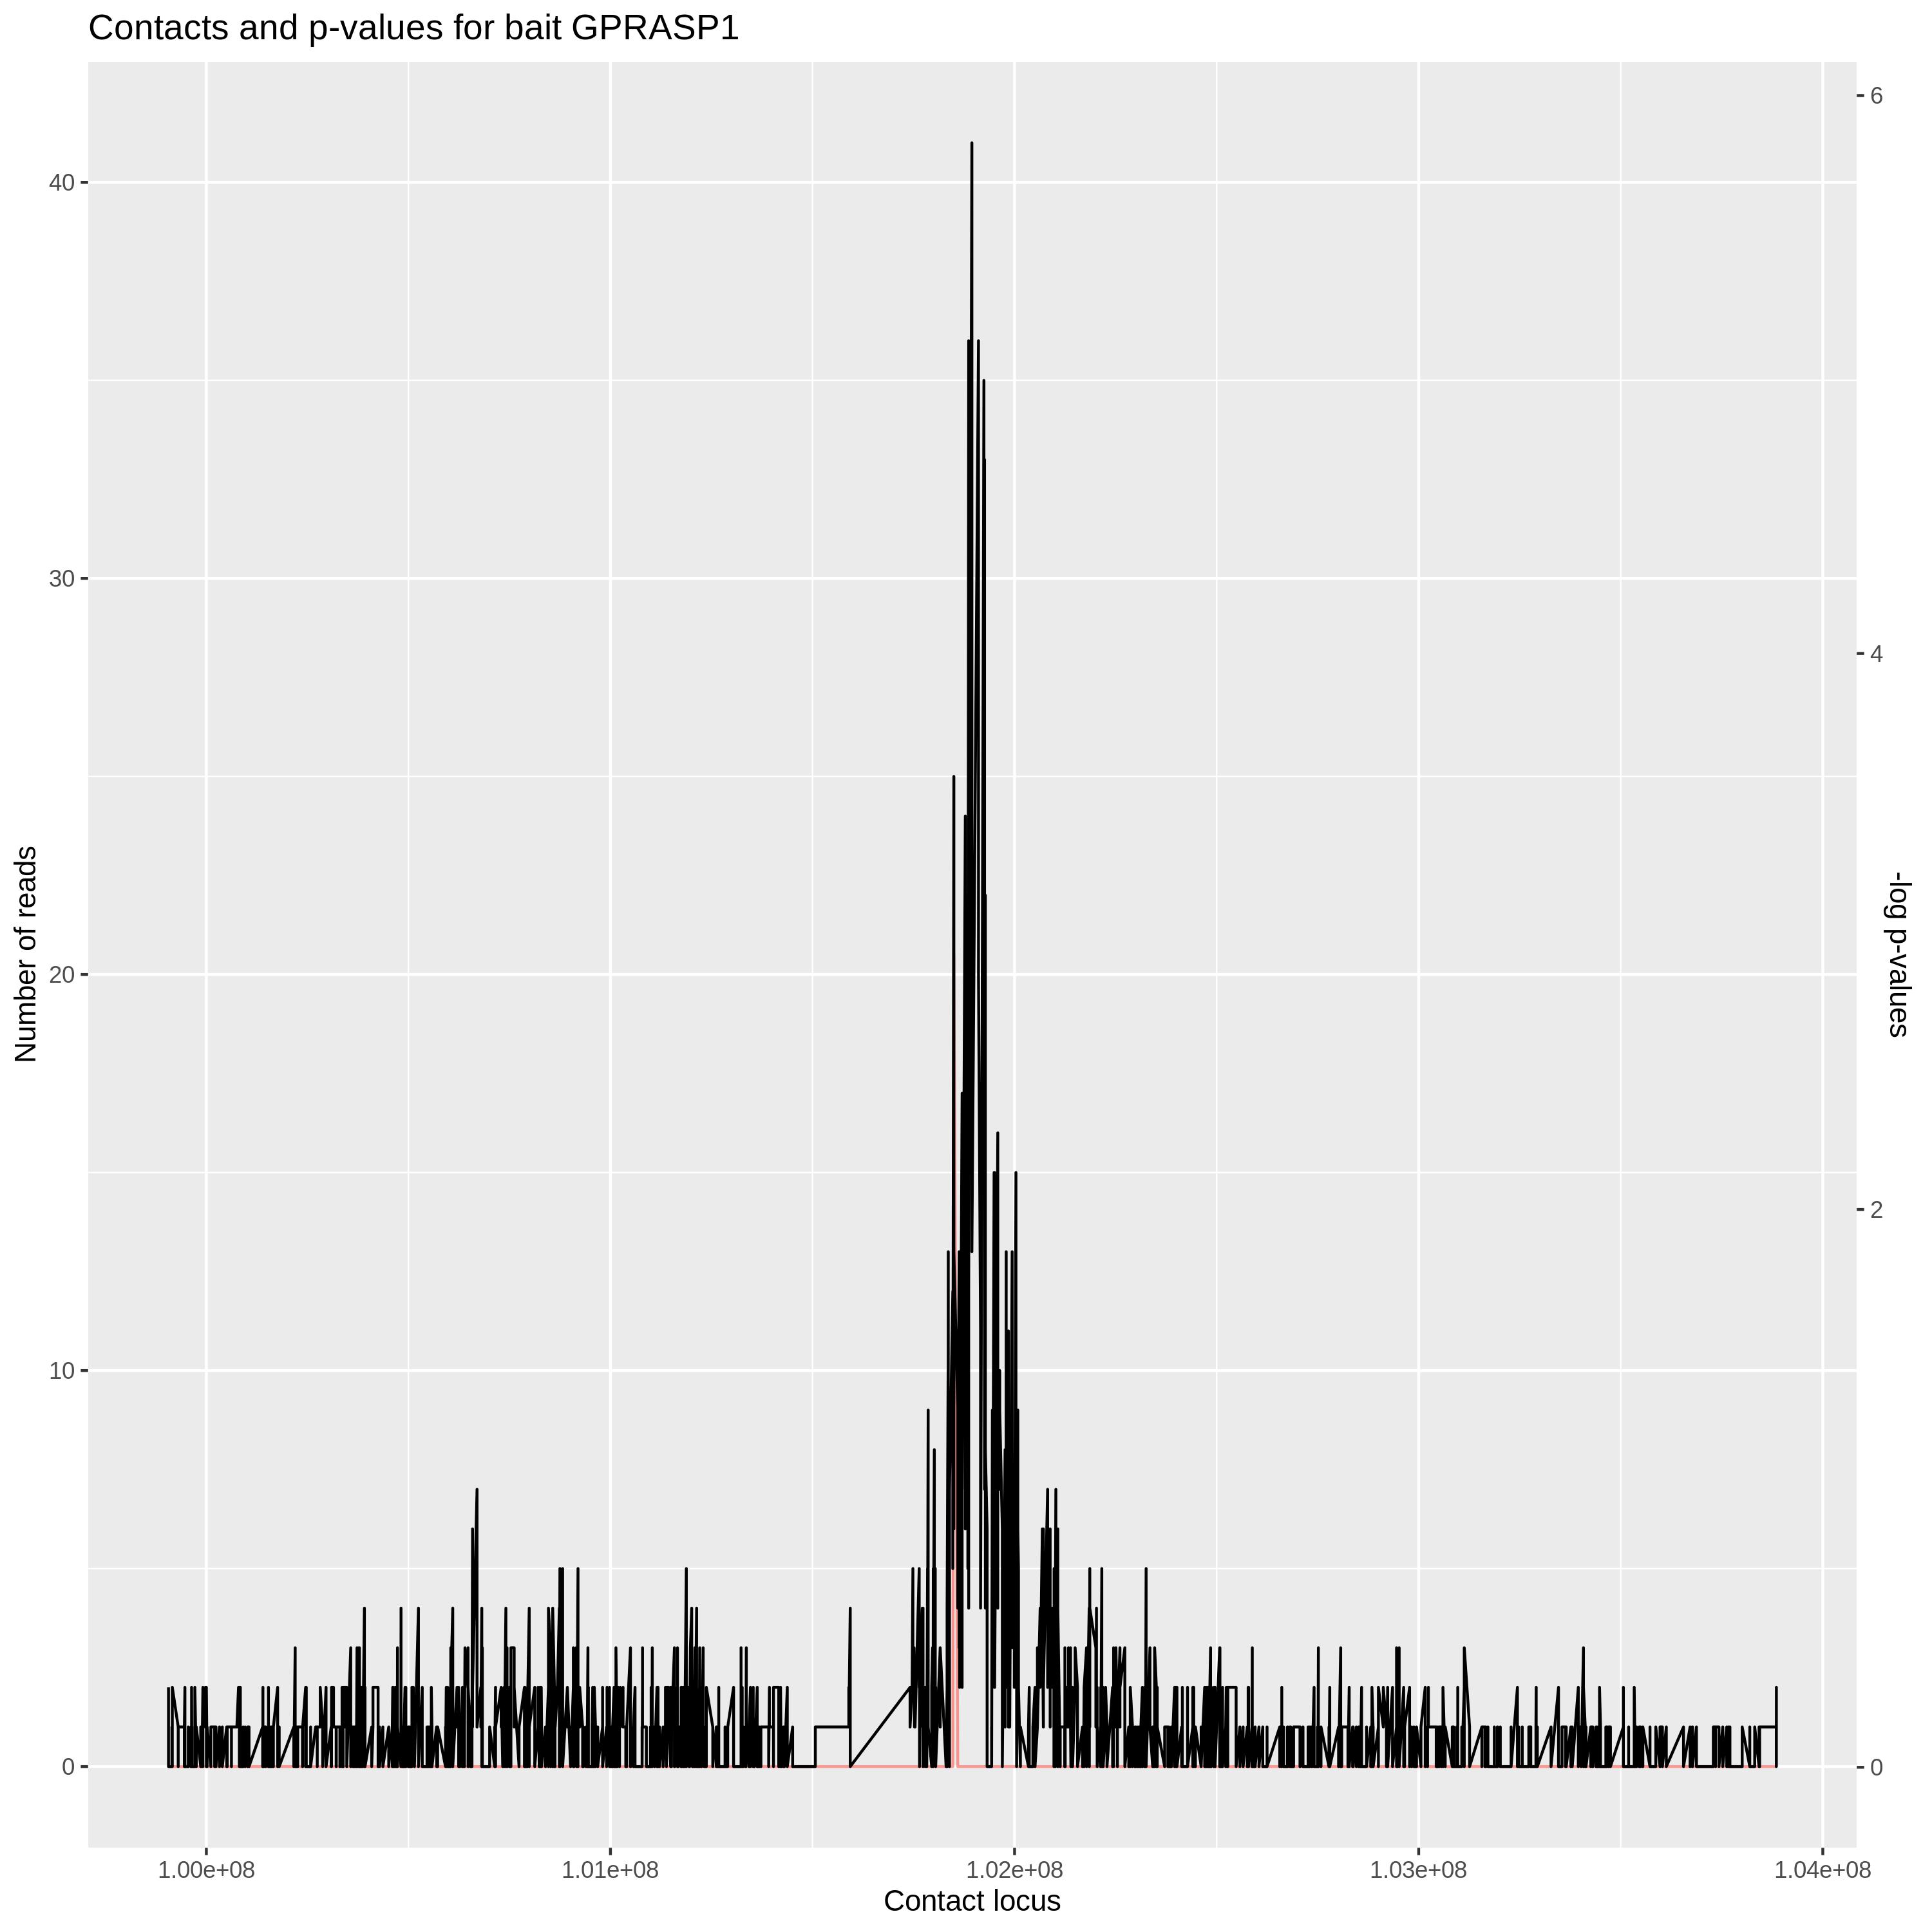 Contacts and p-values for bait GPRASP1
40
30
20
10
0
Number of reads
6
4
2
0
-log p-values
1.00e+08
1.01e+08
1.02e+08
1.03e+08
1.04e+08
Contact locus